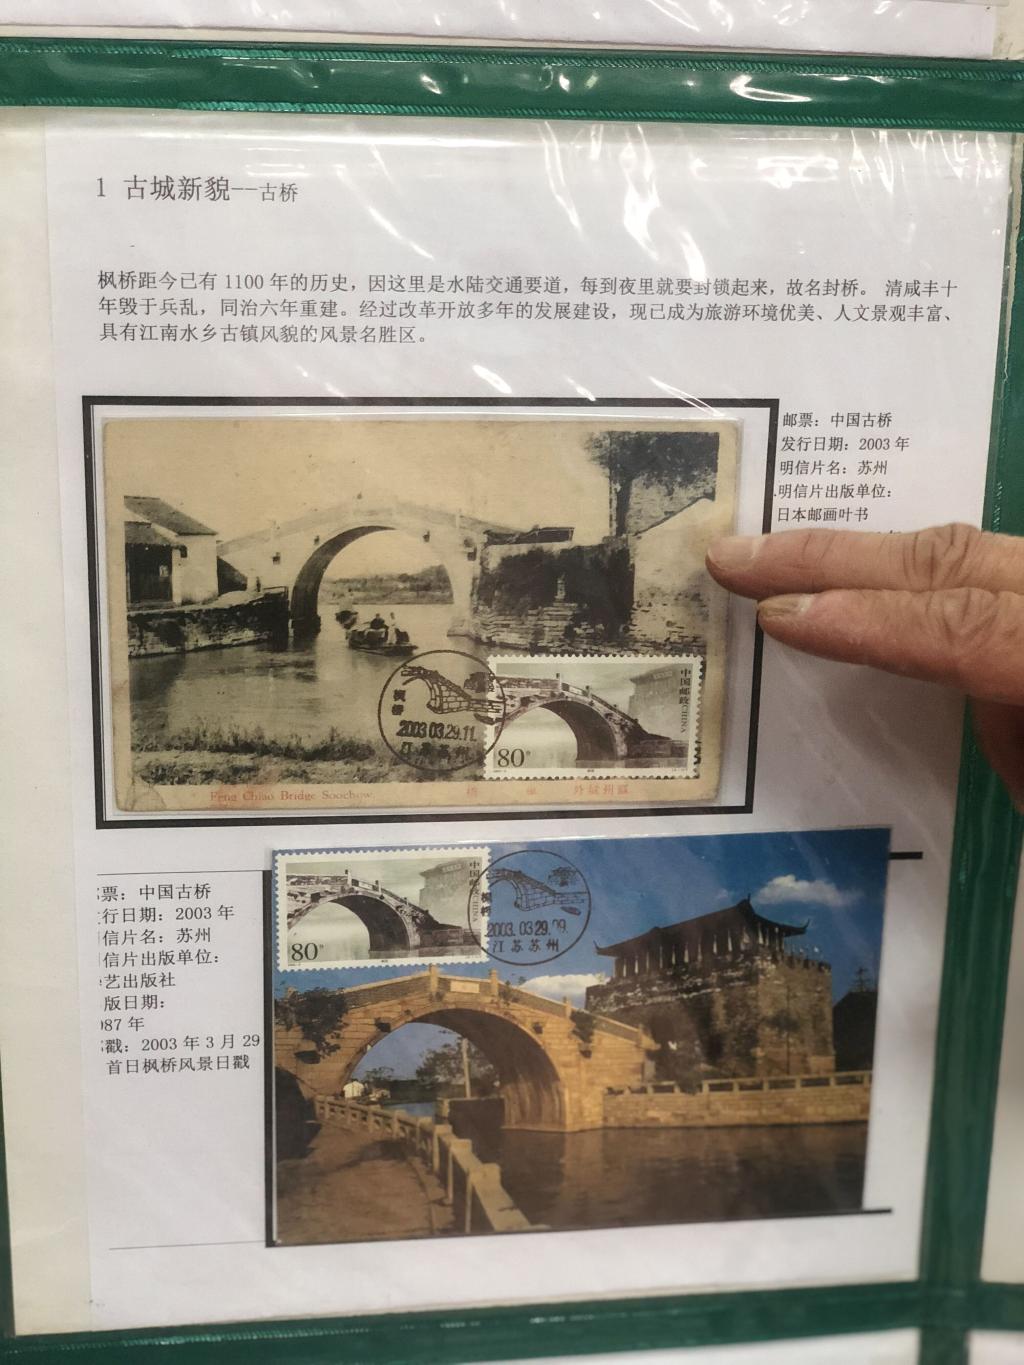 1 古城新貌--古桥
枫桥距今已有 1100 年的历史，因这里是水陆交通要道，每到夜里就要封锁起来，故名封桥。 清咸丰十
年毁于兵乱，同治六年重建。经过改革开放多年的发展建设，现已成为旅游环境优美、人文景观丰富、
具有江南水乡古镇风貌的风景名胜区。
邮票：中国古桥
发行日期：2003 年
明信片名：苏州
明信片出版单位：
日本邮画叶书
枫桥
2003.03.29.11
江苏苏州
中国邮政 CHINA
80
Feng Chiao Bridge Soochow.
蘇州城外
票：中国古桥
行日期：2003 年
信片名：苏州
信片出版单位：
艺出版社
版日期：
87 年
戳：2003 年 3 月 29
首日枫桥风景日戳
中国邮政 CHINA
80
枫桥
2003.03.29.09
江苏苏州